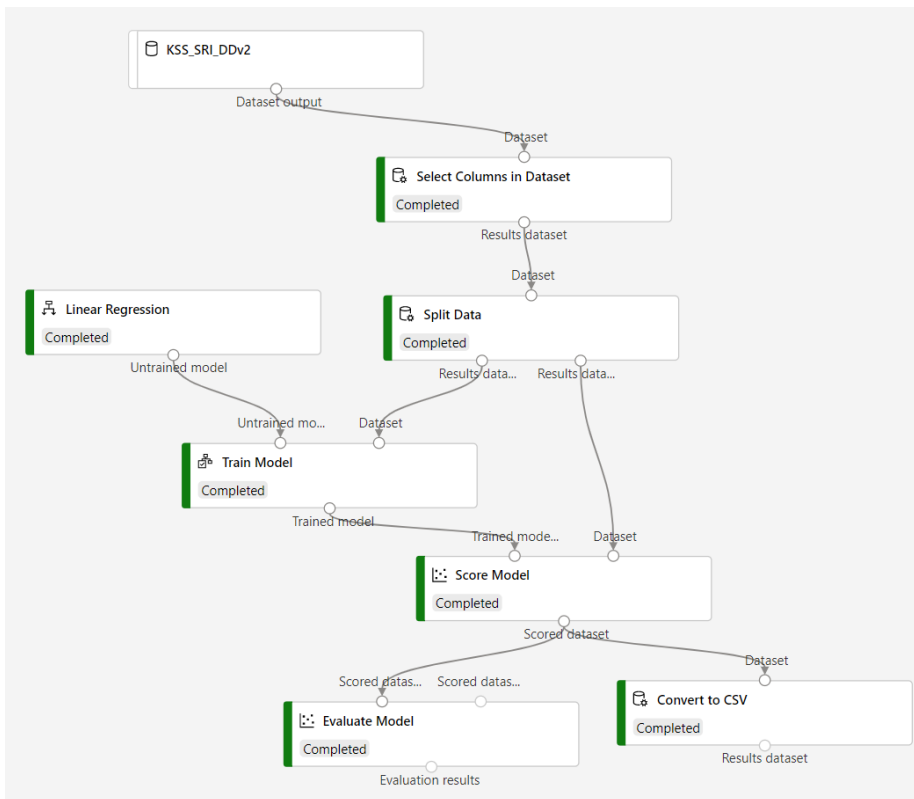 KSS_SRI_DDv2
Dataset output
Dataset
Select Columns in Dataset
Completed
Results dataset
Dataset
Linear Regression
Completed
Untrained model
Split Data
Completed
Results data...
Results data...
Untrained mo...
Dataset
Train Model
Completed
Trained model
Trained mode...
Dataset
Score Model
Completed
Scored dataset
Scored datas...
Scored datas...
Dataset
Evaluate Model
Completed
Evaluation results
Convert to CSV
Completed
Results dataset